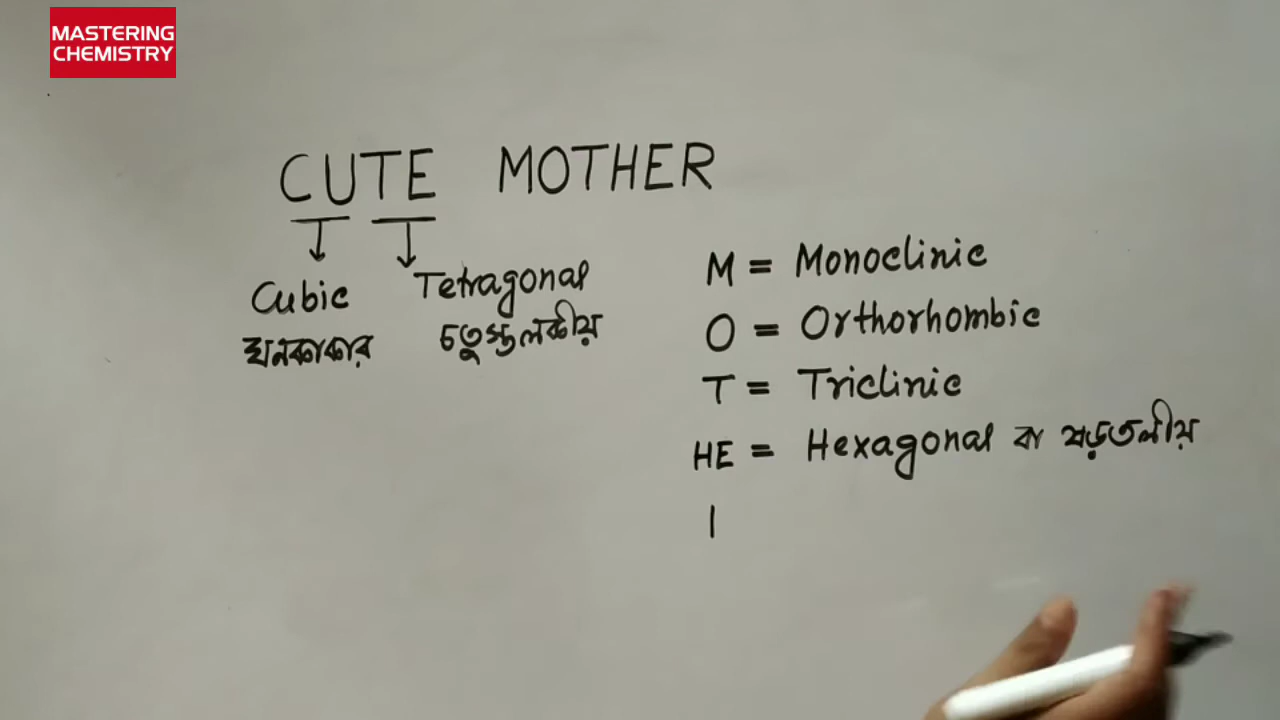 MASTERING
CHEMISTRY
CUTE MOTHER
Cubic
ঘনকাকার
Tetragonal
চতুস্তলকীয়
M = Monoclinic
O = Orthorhombic
T = Triclinic
HE = Hexagonal বা ষড়তলীয়